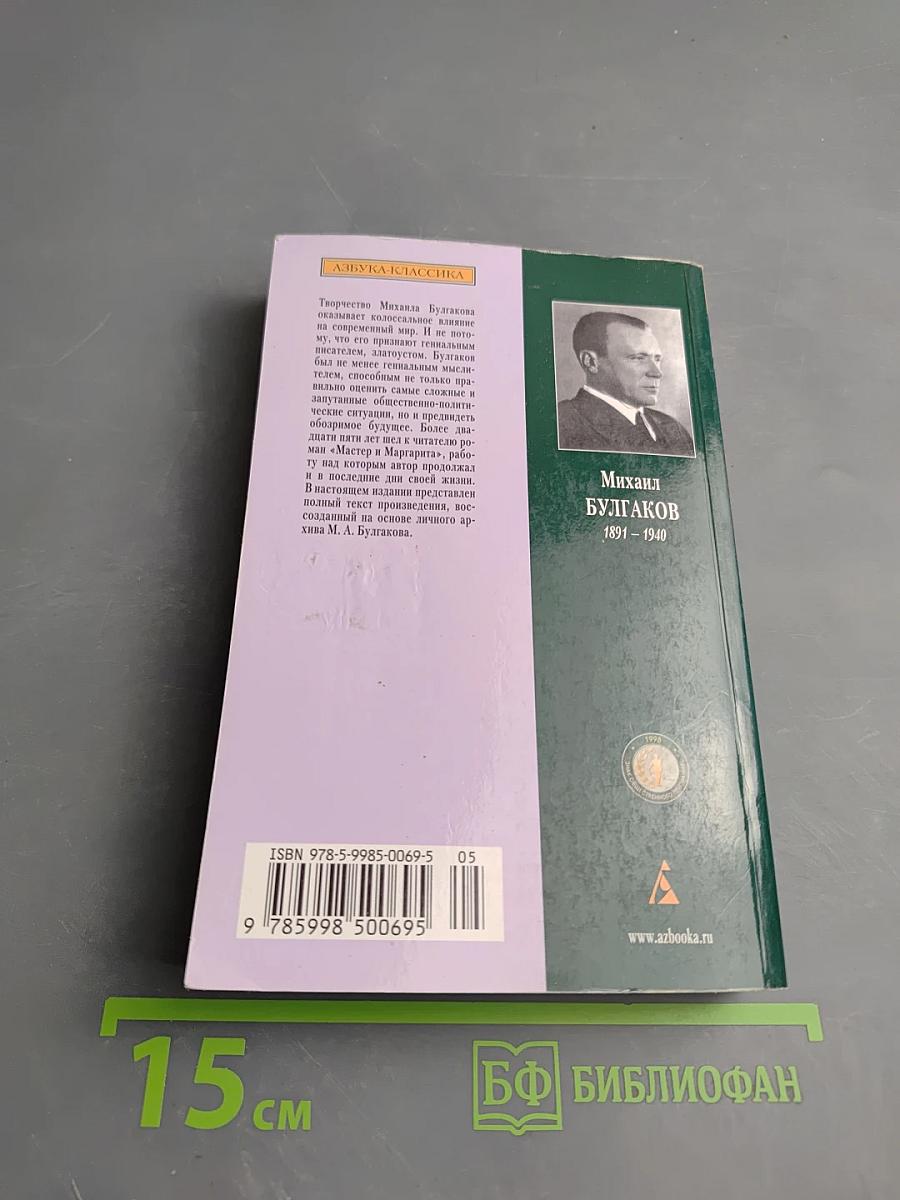 АЗБУКА-КЛАССИКА
Творчество Михаила Булгакова
оказывает колоссальное влияние
на современный мир. И не пото-
му, что его признают гениальным
писателем, златоустом. Булгаков
был не менее гениальным мысли-
телем, способным не только пра-
вильно оценить самые сложные и
запутанные общественно-полити-
ческие ситуации, но и предвидеть
обозримое будущее. Более два-
дцати пяти лет шел к читателю ро-
ман «Мастер и Маргарита», рабо-
ту над которым автор продолжал
и в последние дни своей жизни.
В настоящем издании представлен
полный текст произведения, вос-
созданный на основе личного ар-
хива М. А. Булгакова.
Михаил
БУЛГАКОВ
1891 – 1940
1998
ISBN 978-5-9985-0069-5 05
9 785998 500695
www.azbooka.ru
15 см
БФ БИБЛИОФАН